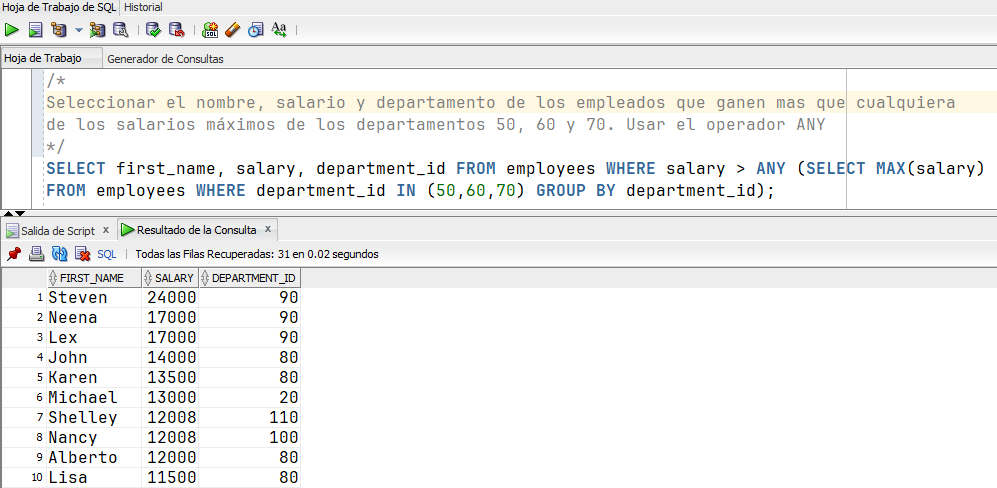 Hoja de Trabajo de SQL Historial
SQL Aa
Hoja de Trabajo Generador de Consultas
/*
Seleccionar el nombre, salario y departamento de los empleados que ganen mas que cualquiera
de los salarios máximos de los departamentos 50, 60 y 70. Usar el operador ANY
*/
SELECT first_name, salary, department_id FROM employees WHERE salary > ANY (SELECT MAX(salary)
FROM employees WHERE department_id IN (50,60,70) GROUP BY department_id);
Salida de Script x Resultado de la Consulta x
SQL Todas las Filas Recuperadas: 31 en 0.02 segundos
FIRST_NAME SALARY DEPARTMENT_ID
1 Steven 24000 90
2 Neena 17000 90
3 Lex 17000 90
4 John 14000 80
5 Karen 13500 80
6 Michael 13000 20
7 Shelley 12008 110
8 Nancy 12008 100
9 Alberto 12000 80
10 Lisa 11500 80